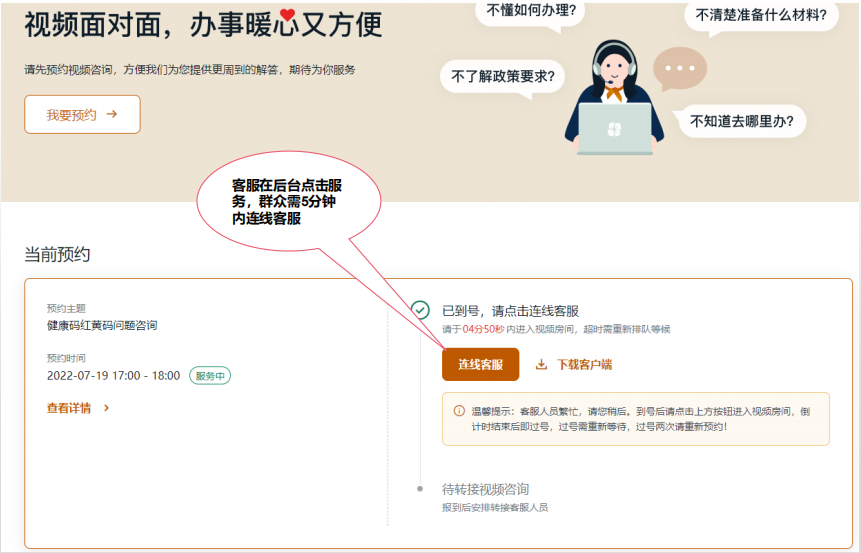 视频面对面，办事暖心又方便
不懂如何办理?
不清楚准备什么材料?
请先预约视频咨询，方便我们为您提供更周到的解答，期待为你服务
不了解政策要求?
我要预约 →
不知道去哪里办?
客服在后台点击服
务，群众需5分钟
内连线客服
当前预约
预约主题
健康码红黄码问题咨询
预约时间
2022-07-19 17:00 - 18:00 服务中
查看详情 >
已到号，请点击连线客服
请于 04分50秒 内进入视频房间，超时需重新排队等候
连线客服 下载客户端
温馨提示：客服人员繁忙，请您稍后。到号后请点击上方按钮进入视频房间，倒
计时结束后即过号，过号需重新等待，过号两次请重新预约！
待转接视频咨询
报到后安排转接客服人员